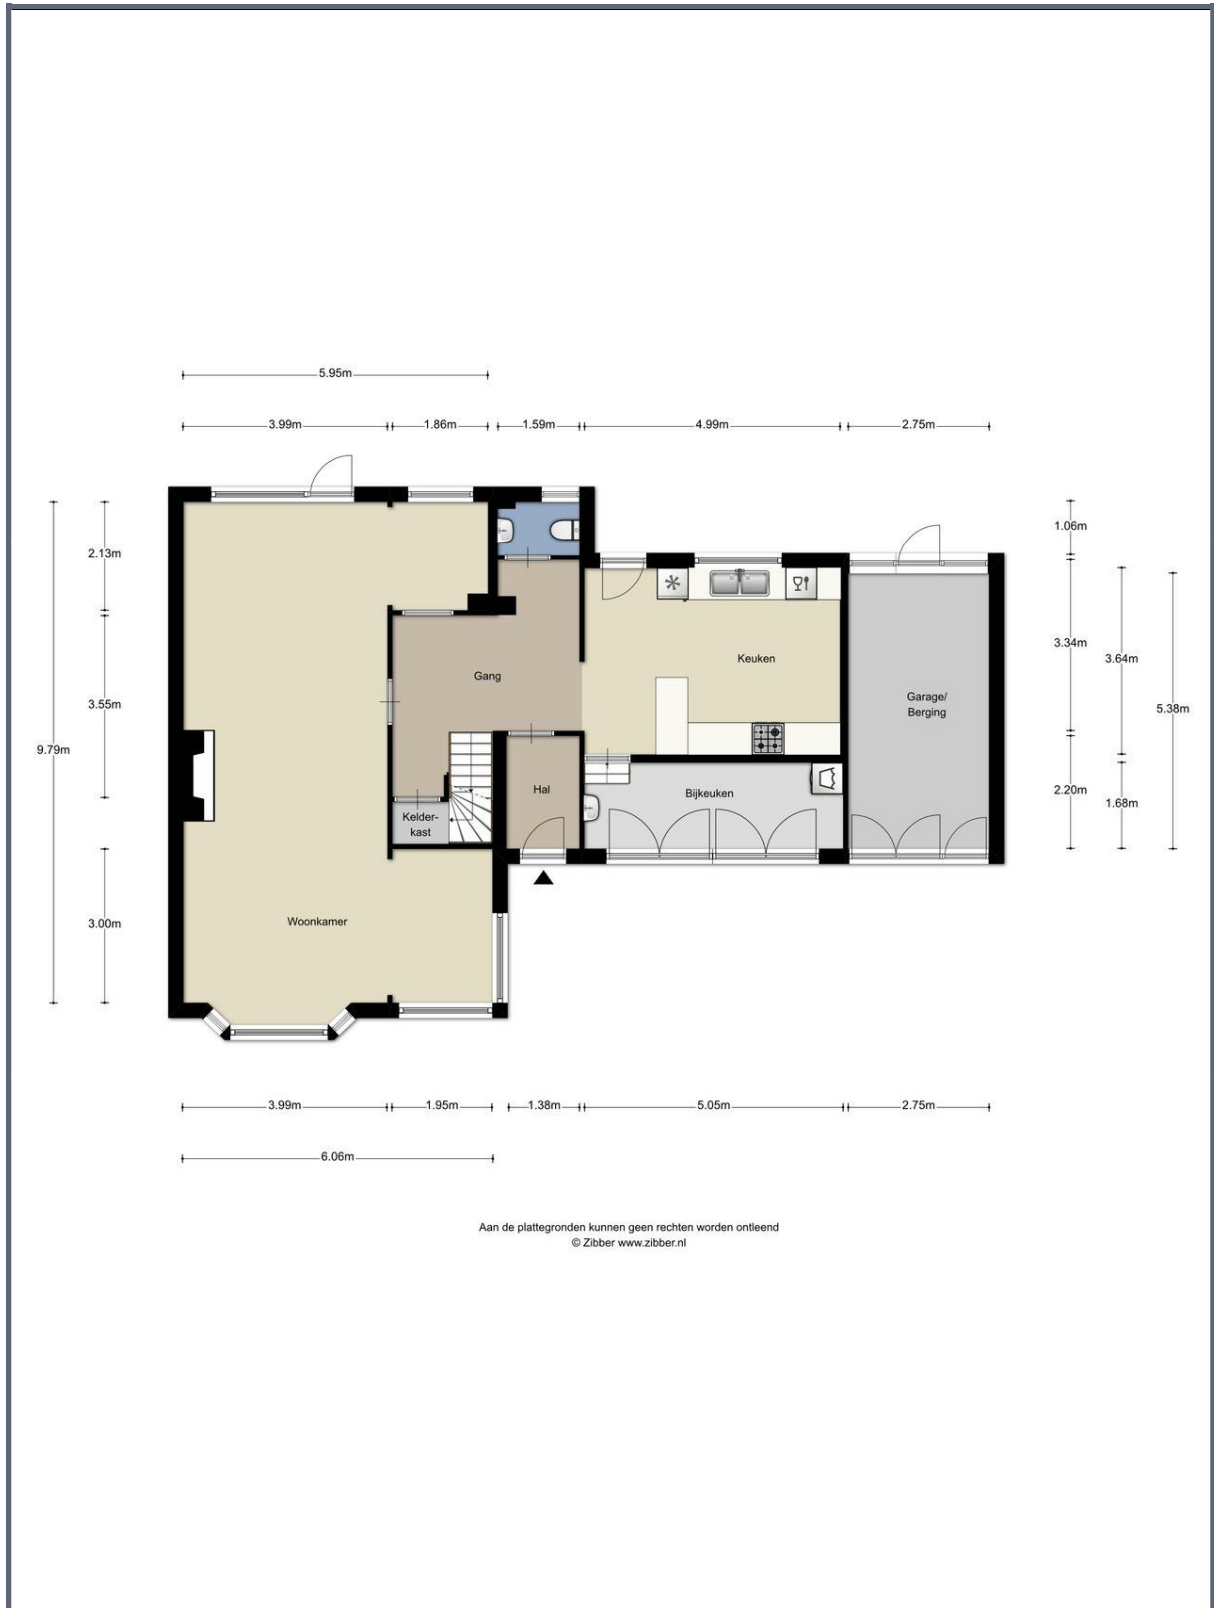 5.95m
3.99m 1.86m 1.59m 4.99m 2.75m
2.13m
3.55m
9.79m
3.00m
1.06m
3.34m
3.64m
5.38m
2.20m
1.68m
Keuken
Gang
Garage/
Berging
Hal
Bijkeuken
Kelder-
kast
Woonkamer
3.99m 1.95m 1.38m 5.05m 2.75m
6.06m
Aan de plattegronden kunnen geen rechten worden ontleend
© Zibber www.zibber.nl